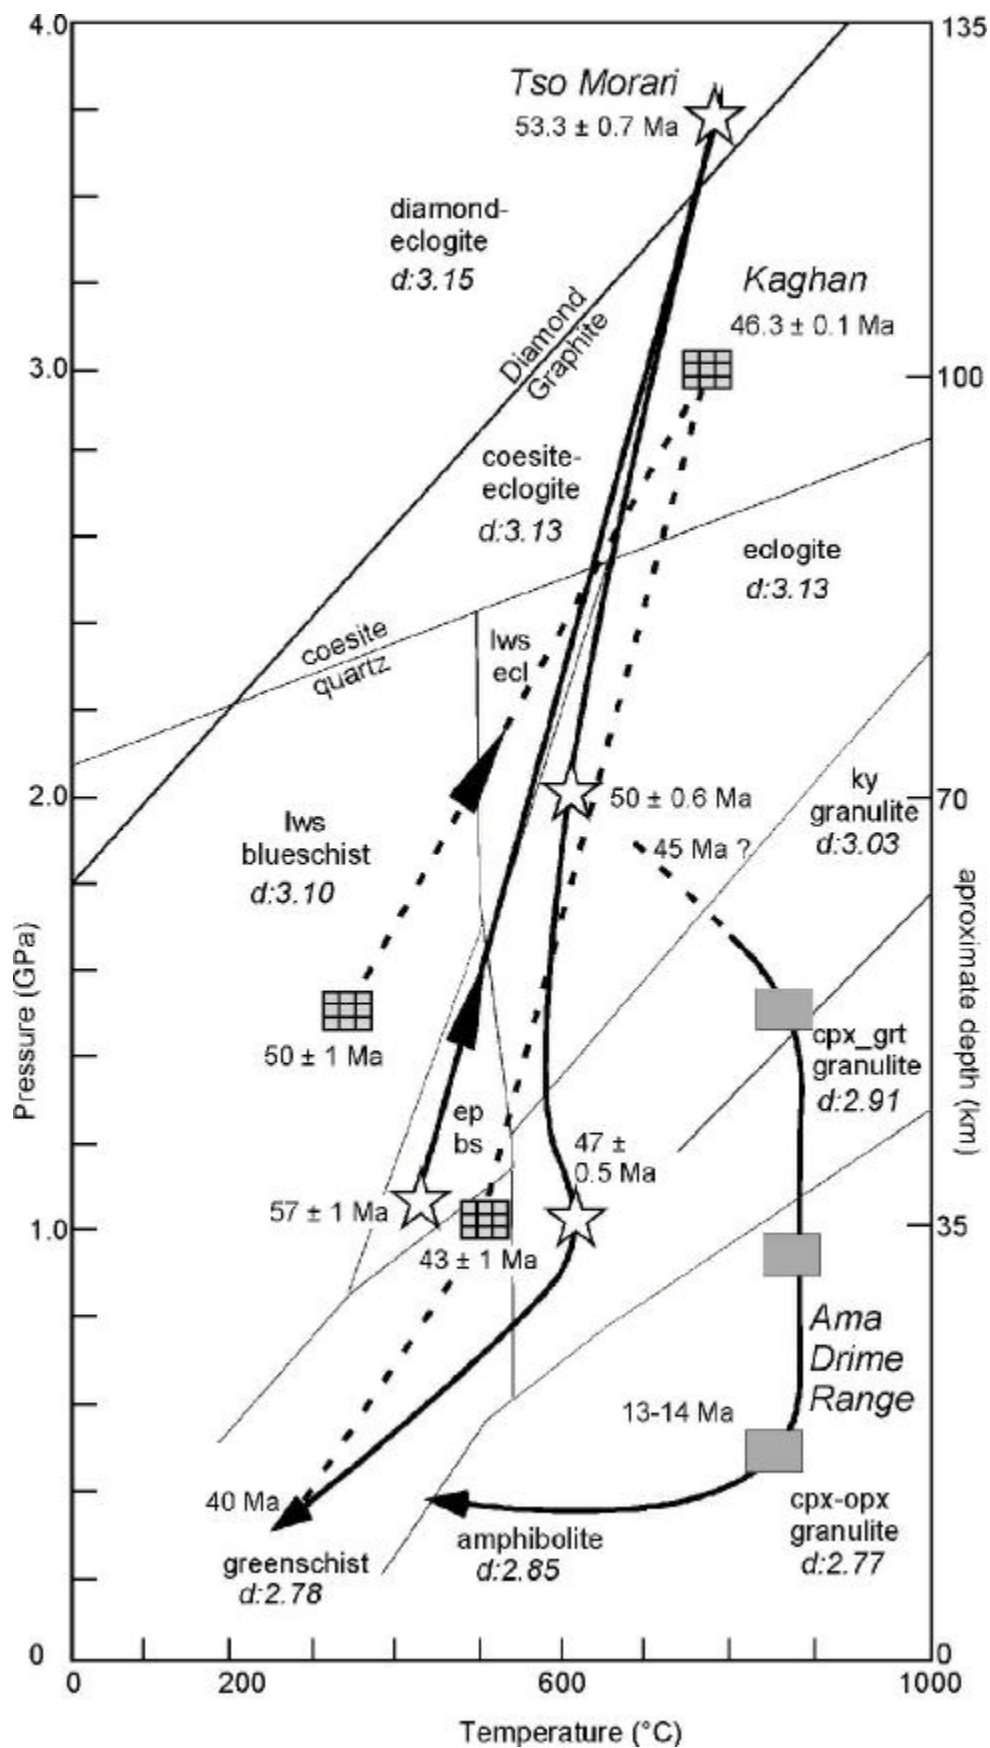 4.0
135
Tso Morari
53.3 ± 0.7 Ma
diamond-
eclogite
d:3.15
Kaghan
46.3 ± 0.1 Ma
Diamond
Graphite
3.0
100
coesite-
eclogite
d:3.13
eclogite
d:3.13
coesite
quartz
lws
ecl
2.0
50 ± 0.6 Ma
70
ky
granulite
d:3.03
lws
blueschist
d:3.10
45 Ma ?
Pressure (GPa)
aproximate depth (km)
50 ± 1 Ma
cpx_grt
granulite
d:2.91
ep
bs
47 ±
0.5 Ma
57 ± 1 Ma
1.0
35
43 ± 1 Ma
Ama
Drime
Range
13-14 Ma
40 Ma
cpx-opx
granulite
d:2.77
amphibolite
d:2.85
greenschist
d:2.78
0
0
0
200
600
1000
Temperature (°C)